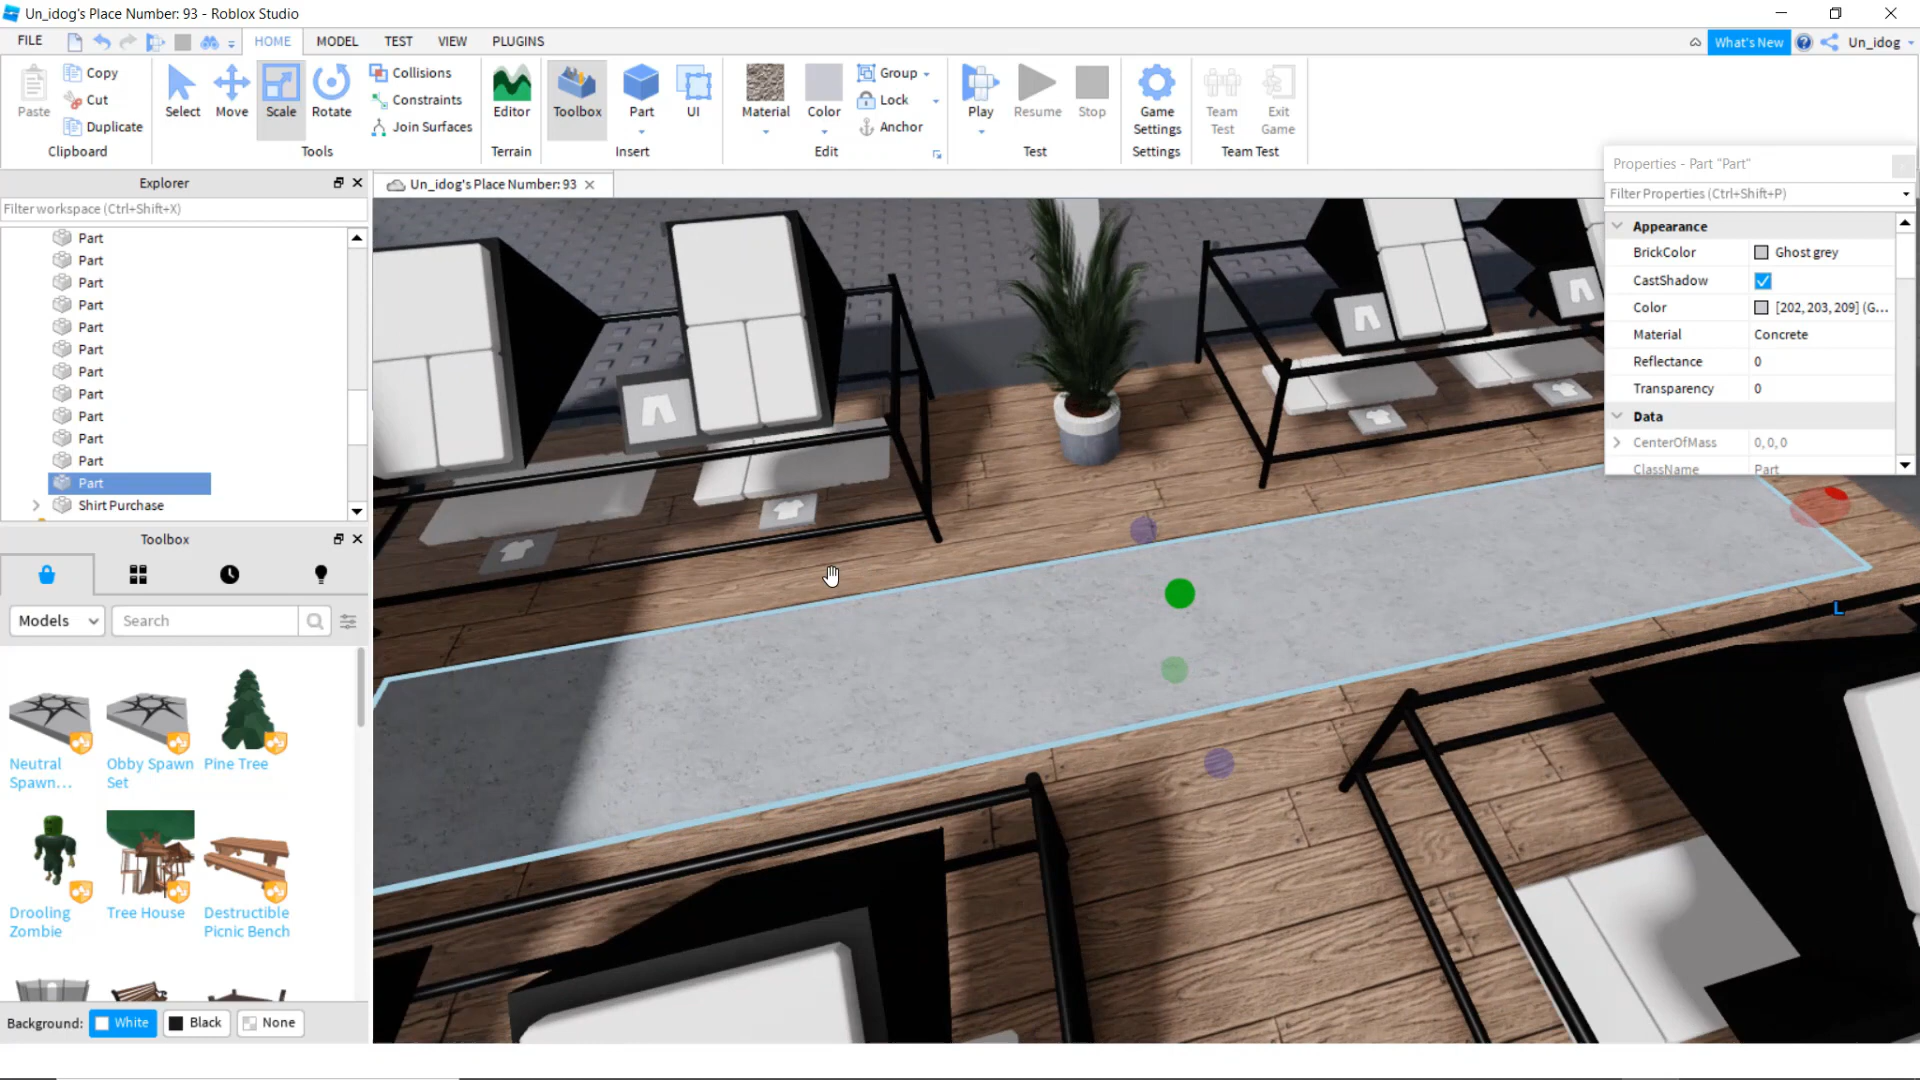 Un_idog's Place Number: 93 - Roblox Studio
FILE
HOME
MODEL
TEST
VIEW
PLUGINS
What's New
Un_idog
Paste
Copy
Cut
Duplicate
Clipboard
Select
Move
Scale
Rotate
Collisions
Constraints
Join Surfaces
Tools
Editor
Terrain
Toolbox
Part
UI
Insert
Material
Color
Group
Lock
Anchor
Edit
Play
Resume
Stop
Test
Game
Settings
Settings
Team
Test
Exit
Game
Team Test
Explorer
Filter workspace (Ctrl+Shift+X)
Part
Part
Part
Part
Part
Part
Part
Part
Part
Part
Part
Part
Shirt Purchase
Un_idog's Place Number: 93
Properties - Part "Part"
Filter Properties (Ctrl+Shift+P)
Appearance
BrickColor Ghost grey
CastShadow
Color [202, 203, 209] (G...
Material Concrete
Reflectance 0
Transparency 0
Data
CenterOfMass 0, 0, 0
ClassName Part
L
Toolbox
Models
Search
Neutral
Spawn...
Obby Spawn
Set
Pine Tree
Drooling
Zombie
Tree House
Destructible
Picnic Bench
Background:
White
Black
None